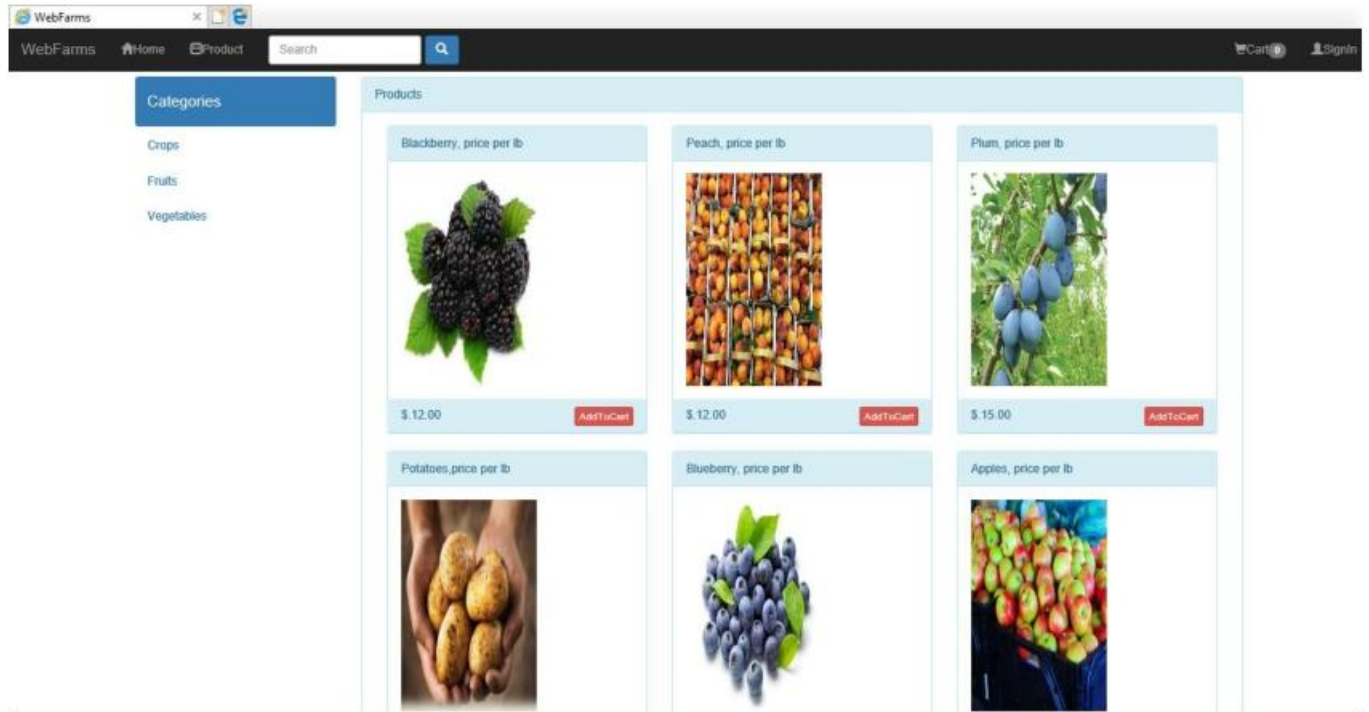 WebFarms
WebFarms Home Product Search Cart 0 SignIn
Categories
Crops
Fruits
Vegetables
Products
Blackberry, price per lb
$.12.00 AddToCart
Peach, price per lb
$.12.00 AddToCart
Plum, price per lb
$.15.00 AddToCart
Potatoes,price per lb
Blueberry, price per lb
Apples, price per lb